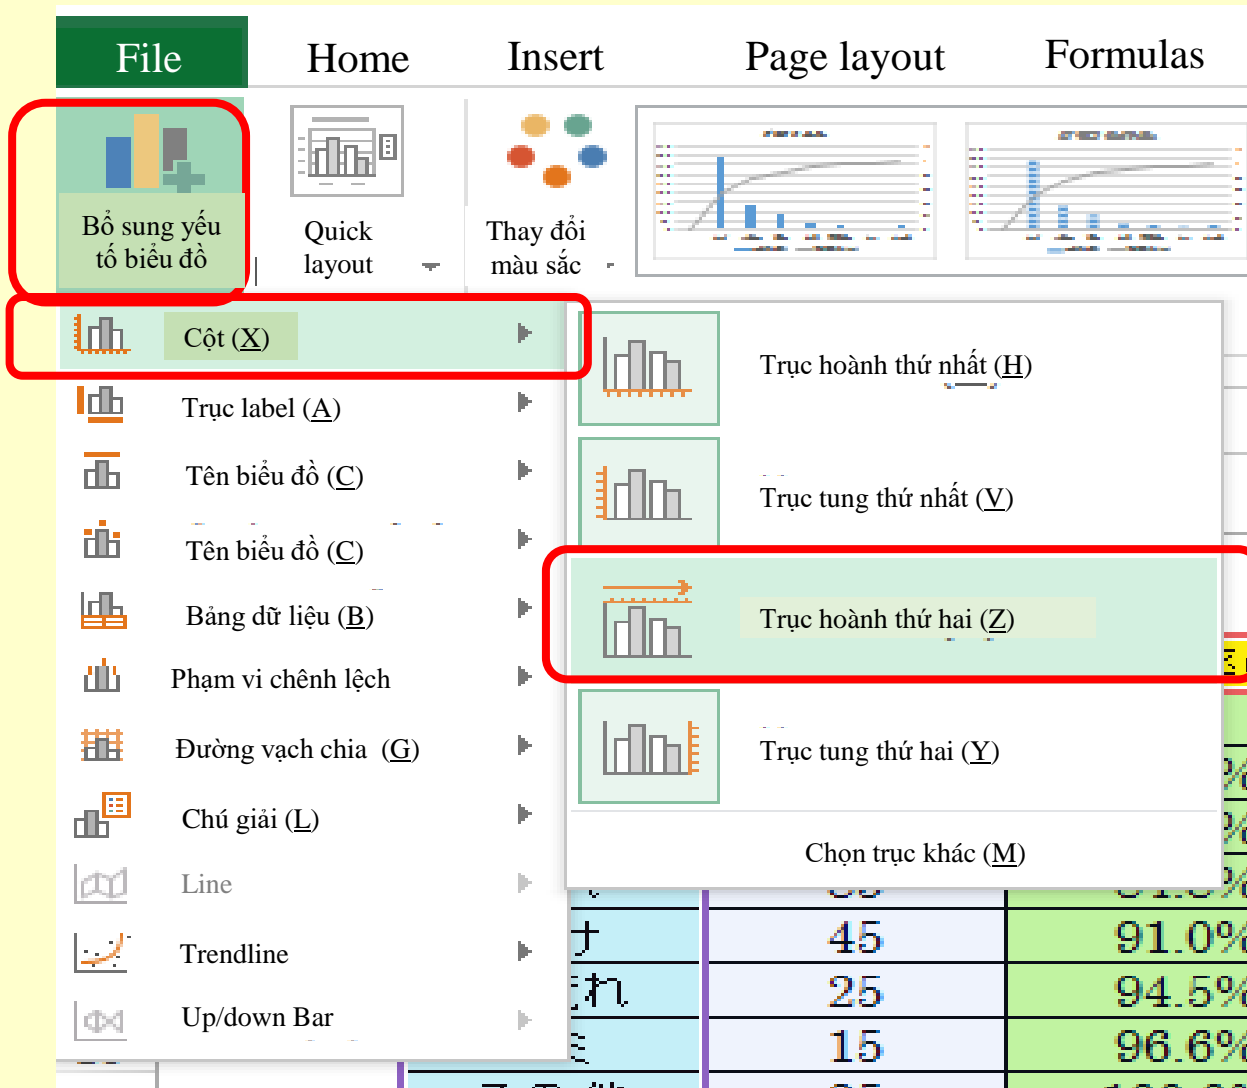 File Home Insert Page layout Formulas
Bổ sung yếu
tố biểu đồ
Quick
layout
Thay đổi
màu sắc
Cột (X)
Trục label (A)
Tên biểu đồ (C)
Tên biểu đồ (C)
Bảng dữ liệu (B)
Phạm vi chênh lệch
Đường vạch chia (G)
Chú giải (L)
Line
Trendline
Up/down Bar
Trục hoành thứ nhất (H)
Trục tung thứ nhất (V)
Trục hoành thứ hai (Z)
Trục tung thứ hai (Y)
Chọn trục khác (M)
け 45 91.0%
れ 25 94.5%
ミ 15 96.6%